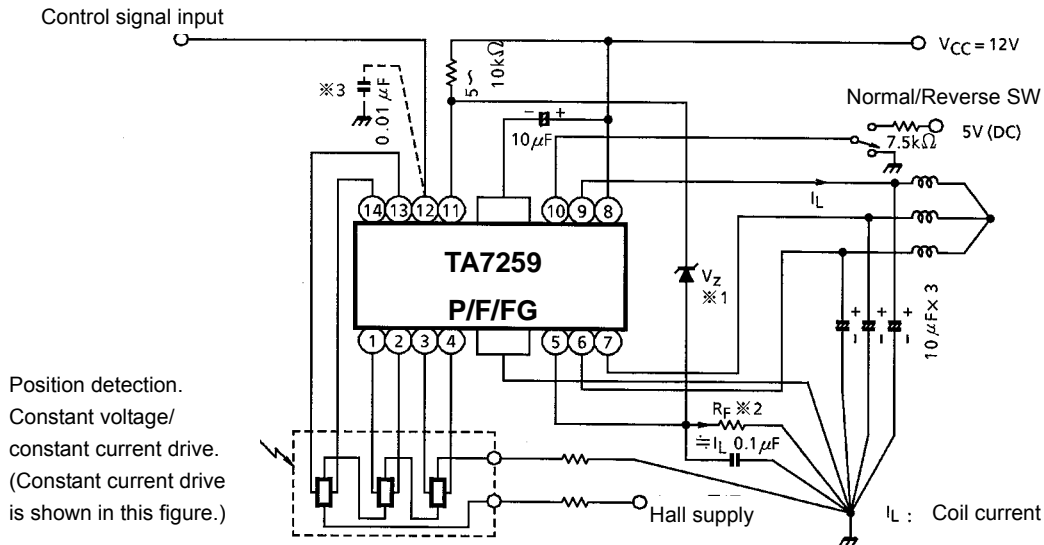 Control signal input
VCC = 12V
※3
0.01 μF
5~
10kΩ
10μF
- +
Normal/Reverse SW
5V (DC)
7.5kΩ
IL
14 13 12 11 10 9 8
TA7259
P/F/FG
VZ
※1
1 2 3 4 5 6 7
+ + +
- - -
10 μF × 3
RF ※2
≒IL 0.1μF
Position detection.
Constant voltage/
constant current drive.
(Constant current drive
is shown in this figure.)
Hall supply
IL : Coil current